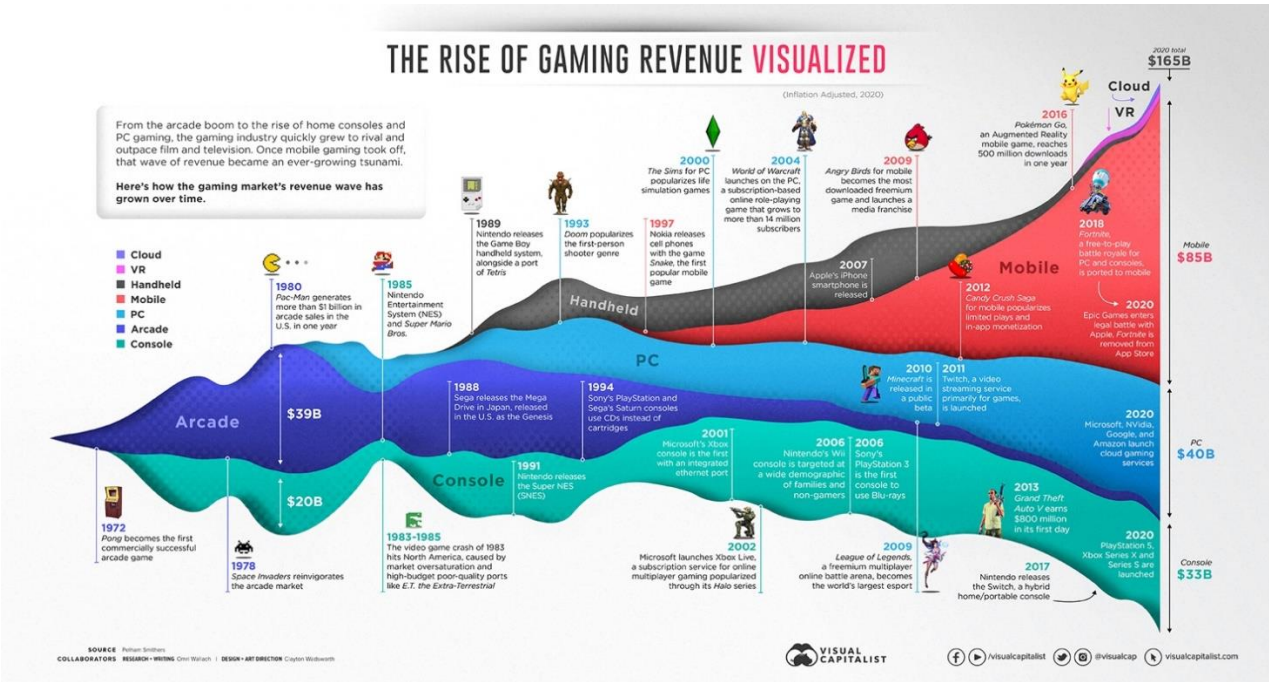 THE RISE OF GAMING REVENUE VISUALIZED
(Inflation Adjusted, 2020)
2020 total
$165B
From the arcade boom to the rise of home consoles and
PC gaming, the gaming industry quickly grew to rival and
outpace film and television. Once mobile gaming took off,
that wave of revenue became an ever-growing tsunami.
Here's how the gaming market's revenue wave has
grown over time.
Cloud
VR
Handheld
Mobile
PC
Arcade
Console
1980
Pac-Man generates
more than $1 billion in
arcade sales in the
U.S. in one year
1985
Nintendo
Entertainment
System (NES)
and Super Mario
Bros.
1989
Nintendo releases
the Game Boy
handheld system,
alongside a port
of Tetris
1993
Doom popularizes
the first-person
shooter genre
1997
Nokia releases
cell phones
with the game
Snake, the first
popular mobile
game
2000
The Sims for PC
popularizes life
simulation games
2004
World of Warcraft
launches on the PC,
a subscription-based
online role-playing
game that grows to
more than 14 million
subscribers
2009
Angry Birds for mobile
becomes the most
downloaded freemium
game and launches a
media franchise
2016
Pokémon Go,
an Augmented Reality
mobile game, reaches
500 million downloads
in one year
Cloud
VR
2007
Apple's iPhone
smartphone is
released
2012
Candy Crush Saga
for mobile popularizes
limited plays and
in-app monetization
Mobile
2018
Fortnite,
a free-to-play
battle royale for
PC and consoles,
is ported to mobile
2020
Epic Games enters
legal battle with
Apple, Fortnite is
removed from
App Store
Mobile
$85B
Handheld
PC
Arcade
$39B
1988
Sega releases the Mega
Drive in Japan, released
in the U.S. as the Genesis
1994
Sony's PlayStation and
Sega's Saturn consoles
use CDs instead of
cartridges
2010
Minecraft is
released in
a public
beta
2011
Twitch, a video
streaming service
primarily for games,
is launched
2020
Microsoft, NVidia,
Google, and
Amazon launch
cloud gaming
services
PC
$40B
$20B
Console
1991
Nintendo releases
the Super NES
(SNES)
2001
Microsoft's Xbox
console is the first
with an integrated
ethernet port
2006
Nintendo's Wii
console is targeted at
a wide demographic
of families and
non-gamers
2006
Sony's
PlayStation 3
is the first
console to
use Blu-rays
2013
Grand Theft
Auto V earns
$800 million
in its first day
2020
PlayStation 5,
Xbox Series X and
Series S are
launched
Console
$33B
1972
Pong becomes the first
commercially successful
arcade game
1978
Space Invaders reinvigorates
the arcade market
1983-1985
The video game crash of 1983
hits North America, caused by
market oversaturation and
high-budget poor-quality ports
like E.T. the Extra-Terrestrial
2002
Microsoft launches Xbox Live,
a subscription service for online
multiplayer gaming popularized
through its Halo series
2009
League of Legends,
a freemium multiplayer
online battle arena, becomes
the world's largest esport
2017
Nintendo releases
the Switch, a hybrid
home/portable console
SOURCE Pelham Smithers
COLLABORATORS RESEARCH + WRITING Omri Wallach | DESIGN + ART DIRECTION Clayton Wadsworth
VISUAL
CAPITALIST
/visualcapitalist
@visualcap
visualcapitalist.com